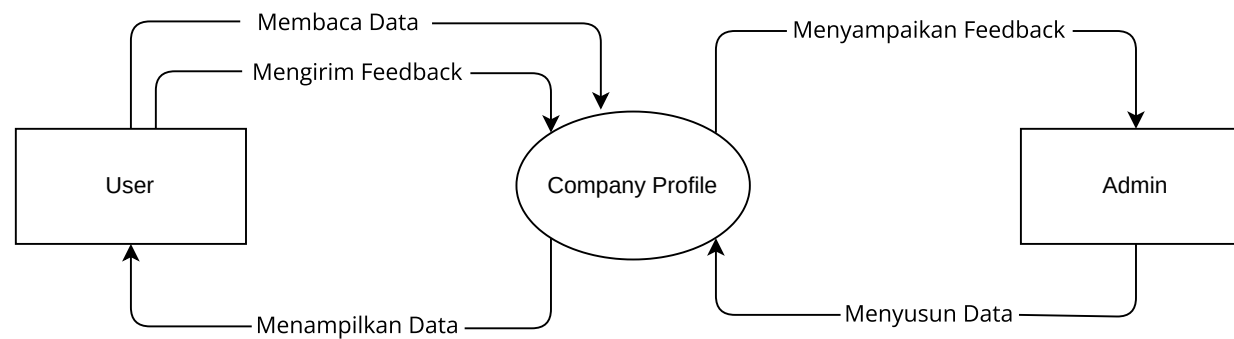 Membaca Data
Menyampaikan Feedback
Mengirim Feedback
User
Company Profile
Admin
Menampilkan Data
Menyusun Data